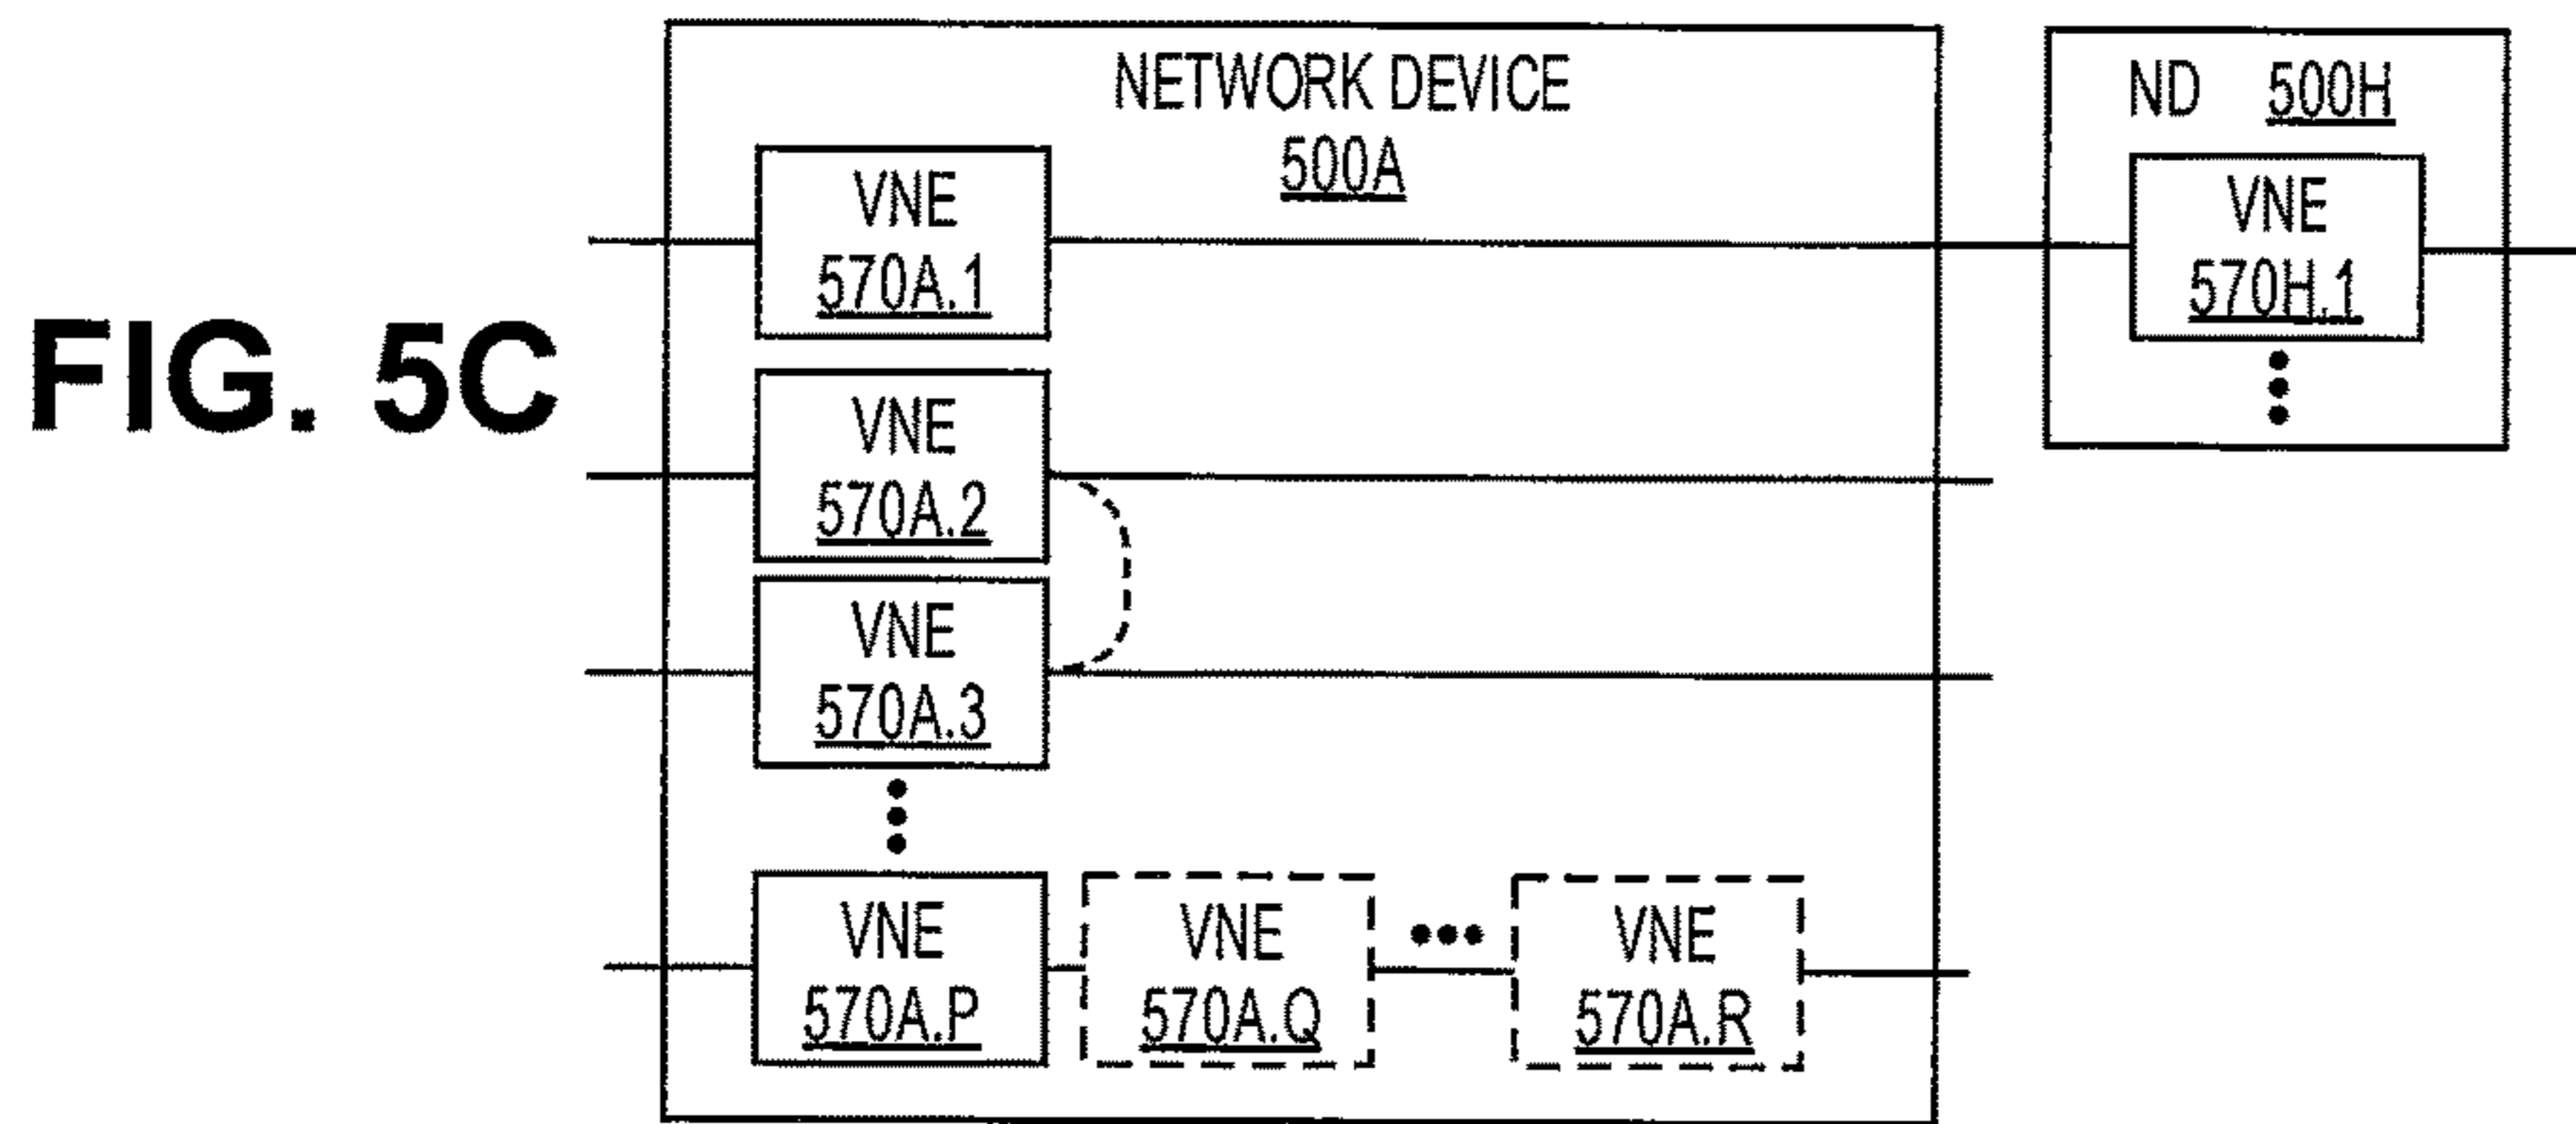 FIG. 5C
NETWORK DEVICE
500A
VNE
570A.1
VNE
570A.2
VNE
570A.3
VNE
570A.P
VNE
570A.Q
VNE
570A.R
ND 500H
VNE
570H.1